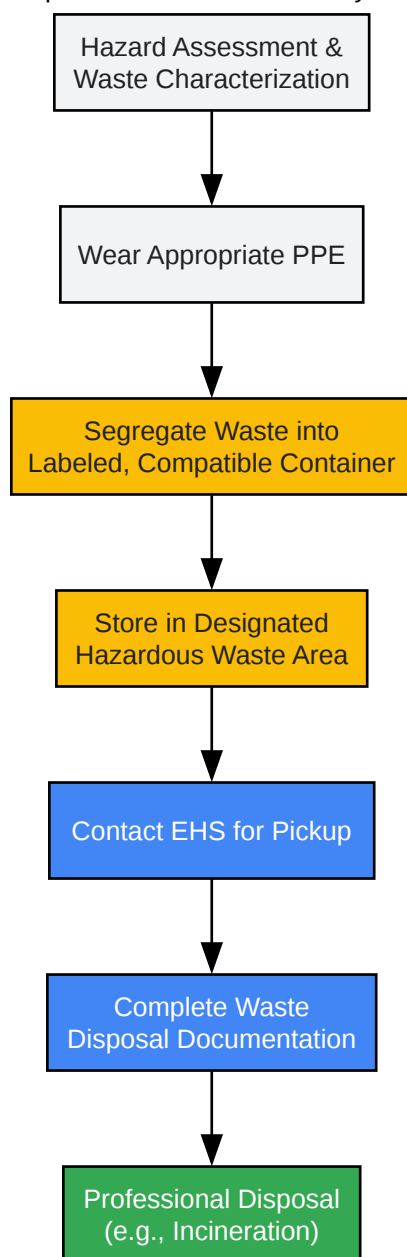 Hazard Assessment &
Waste Characterization
Wear Appropriate PPE
Segregate Waste into
Labeled, Compatible Container
Store in Designated
Hazardous Waste Area
Contact EHS for Pickup
Complete Waste
Disposal Documentation
Professional Disposal
(e.g., Incineration)